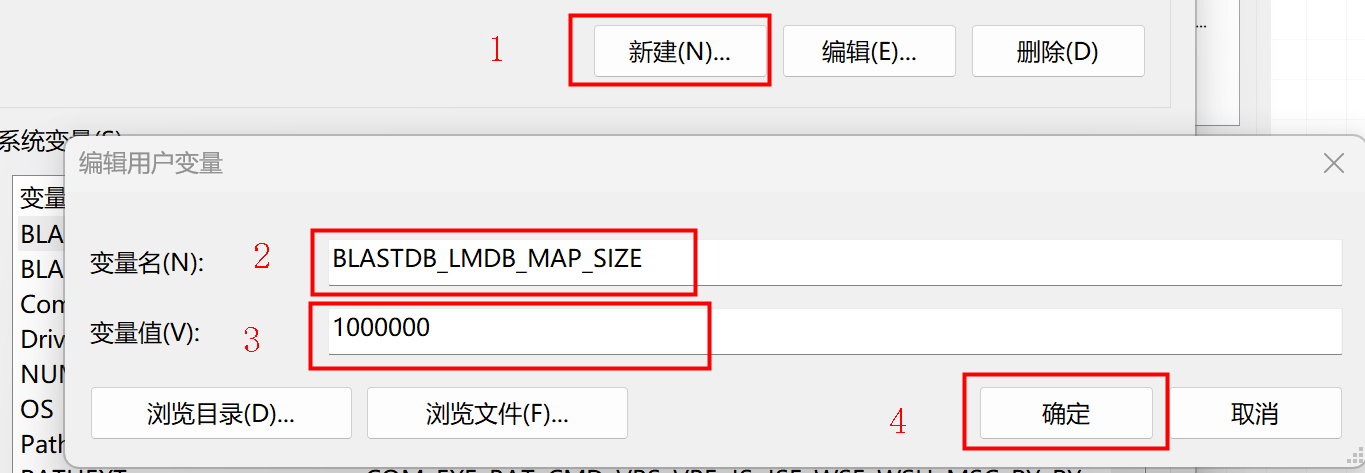 ...
1
新建(N)...
编辑(E)...
删除(D)
系统变量(S)
编辑用户变量
变量
BLA
变量名(N):
2
BLASTDB_LMDB_MAP_SIZE
BLA
Com
变量值(V):
3
1000000
Driv
NUM
浏览目录(D)...
浏览文件(F)...
4
确定
取消
OS
Path